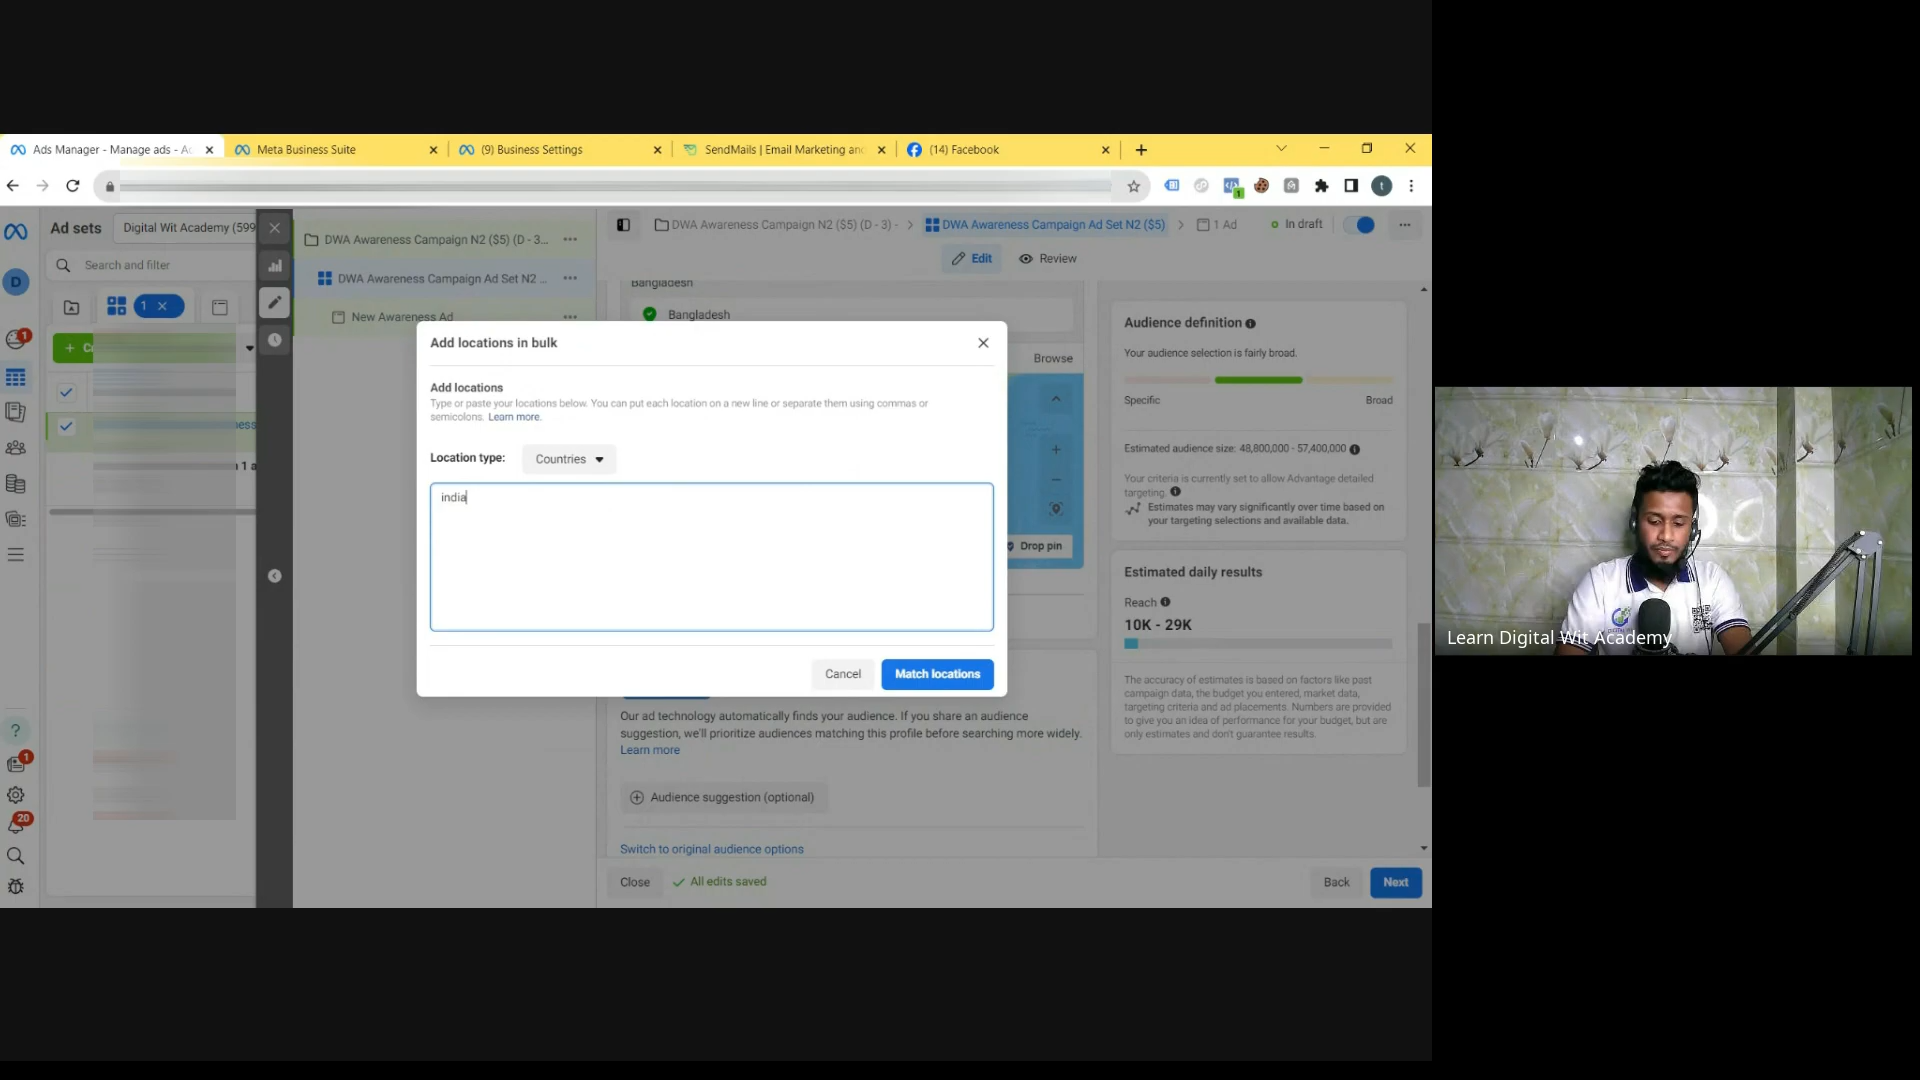 Ads Manager - Manage ads - Ad
Meta Business Suite
(9) Business Settings
SendMails | Email Marketing and
(14) Facebook
Ad sets
Digital Wit Academy (599
Search and filter
1
DWA Awareness Campaign N2 ($5) (D - 3...
DWA Awareness Campaign Ad Set N2 ...
New Awareness Ad
DWA Awareness Campaign N2 ($5) (D - 3) -
DWA Awareness Campaign Ad Set N2 ($5)
1 Ad
In draft
Edit
Review
Bangladesh
Bangladesh
Browse
Drop pin
Add locations in bulk
Add locations
Type or paste your locations below. You can put each location on a new line or separate them using commas or
semicolons. Learn more.
Location type:
Countries
india
Cancel
Match locations
Our ad technology automatically finds your audience. If you share an audience
suggestion, we'll prioritize audiences matching this profile before searching more widely.
Learn more
Audience suggestion (optional)
Switch to original audience options
Close
All edits saved
Back
Next
Audience definition
Your audience selection is fairly broad.
Specific
Broad
Estimated audience size: 48,800,000 - 57,400,000
Your criteria is currently set to allow Advantage detailed
targeting.
Estimates may vary significantly over time based on
your targeting selections and available data.
Estimated daily results
Reach
10K - 29K
The accuracy of estimates is based on factors like past
campaign data, the budget you entered, market data,
targeting criteria and ad placements. Numbers are provided
to give you an idea of performance for your budget, but are
only estimates and don't guarantee results.
D
1
1
20
t
1
Learn Digital Wit Academy